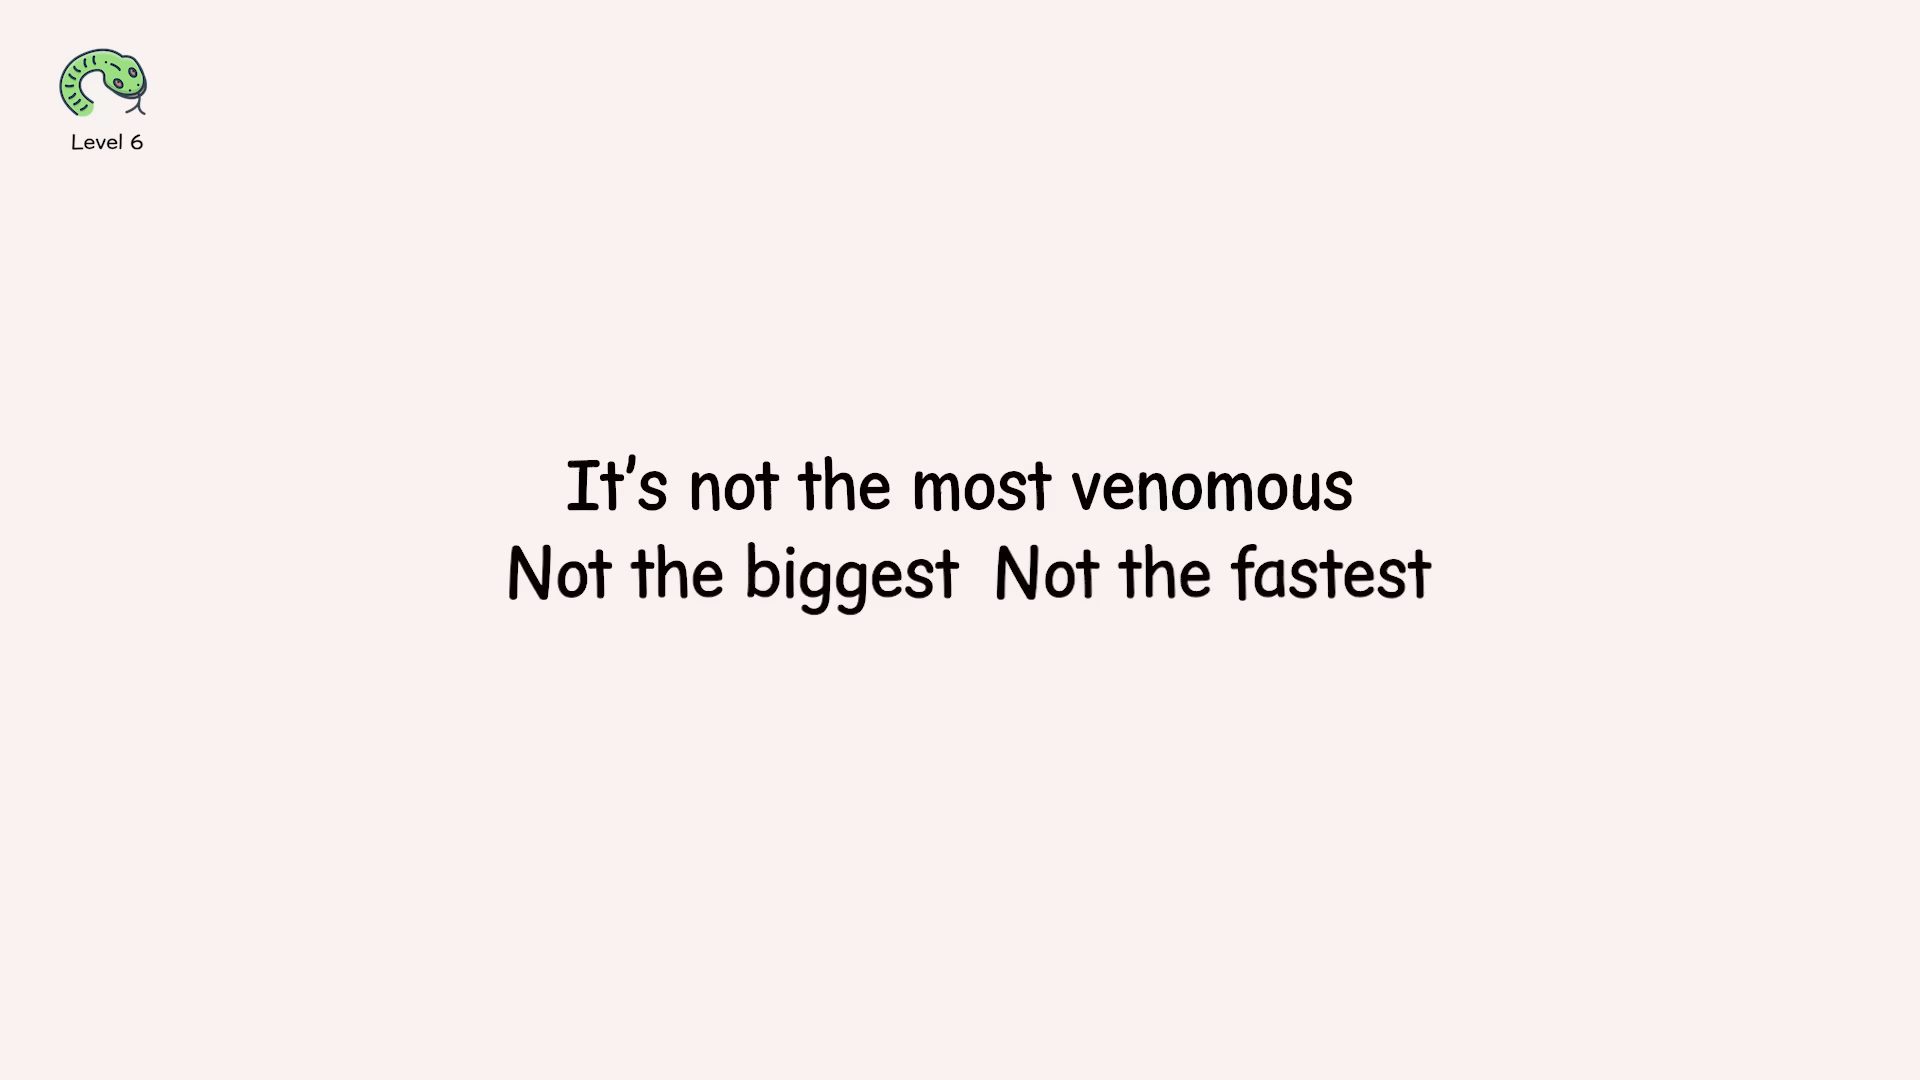 Level 6
It's not the most venomous
Not the biggest  Not the fastest